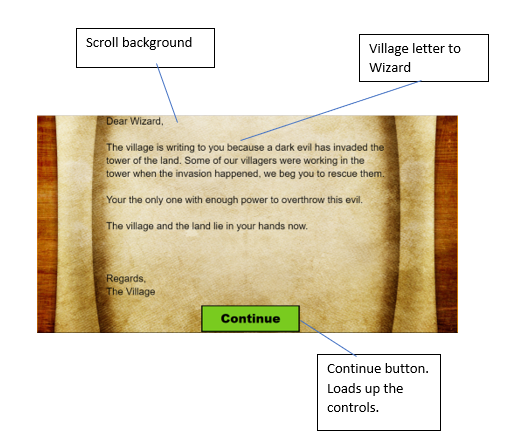 Scroll background
Village letter to
Wizard
Dear Wizard,
The village is writing to you because a dark evil has invaded the
tower of the land. Some of our villagers were working in the
tower when the invasion happened, we beg you to rescue them.
Your the only one with enough power to overthrow this evil.
The village and the land lie in your hands now.
Regards,
The Village
Continue
Continue button.
Loads up the
controls.